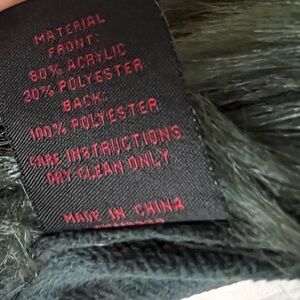 MATERIAL
FRONT:
80% ACRYLIC
20% POLYESTER
BACK:
100% POLYESTER
CARE INSTRUCTIONS
DRY CLEAN ONLY
MADE IN CHINA